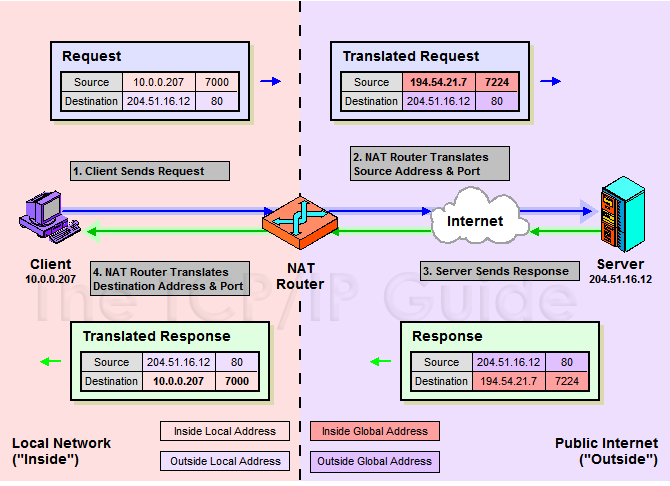 Request
Source 10.0.0.207 7000
Destination 204.51.16.12 80
Translated Request
Source 194.54.21.7 7224
Destination 204.51.16.12 80
1. Client Sends Request
2. NAT Router Translates
Source Address & Port
Internet
Client
10.0.0.207
NAT
Router
Server
204.51.16.12
4. NAT Router Translates
Destination Address & Port
3. Server Sends Response
The TCP/IP Guide
Translated Response
Source 204.51.16.12 80
Destination 10.0.0.207 7000
Response
Source 204.51.16.12 80
Destination 194.54.21.7 7224
Local Network
("Inside")
Inside Local Address
Outside Local Address
Inside Global Address
Outside Global Address
Public Internet
("Outside")